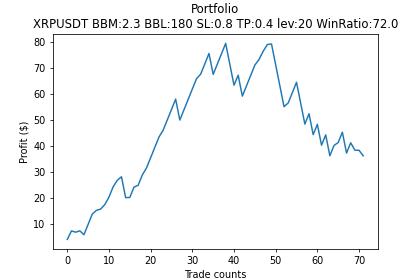 Portfolio
XRPUSDT BBM:2.3 BBL:180 SL:0.8 TP:0.4 lev:20 WinRatio:72.0
80
70
60
50
40
30
20
10
Profit ($)
0 10 20 30 40 50 60 70
Trade counts